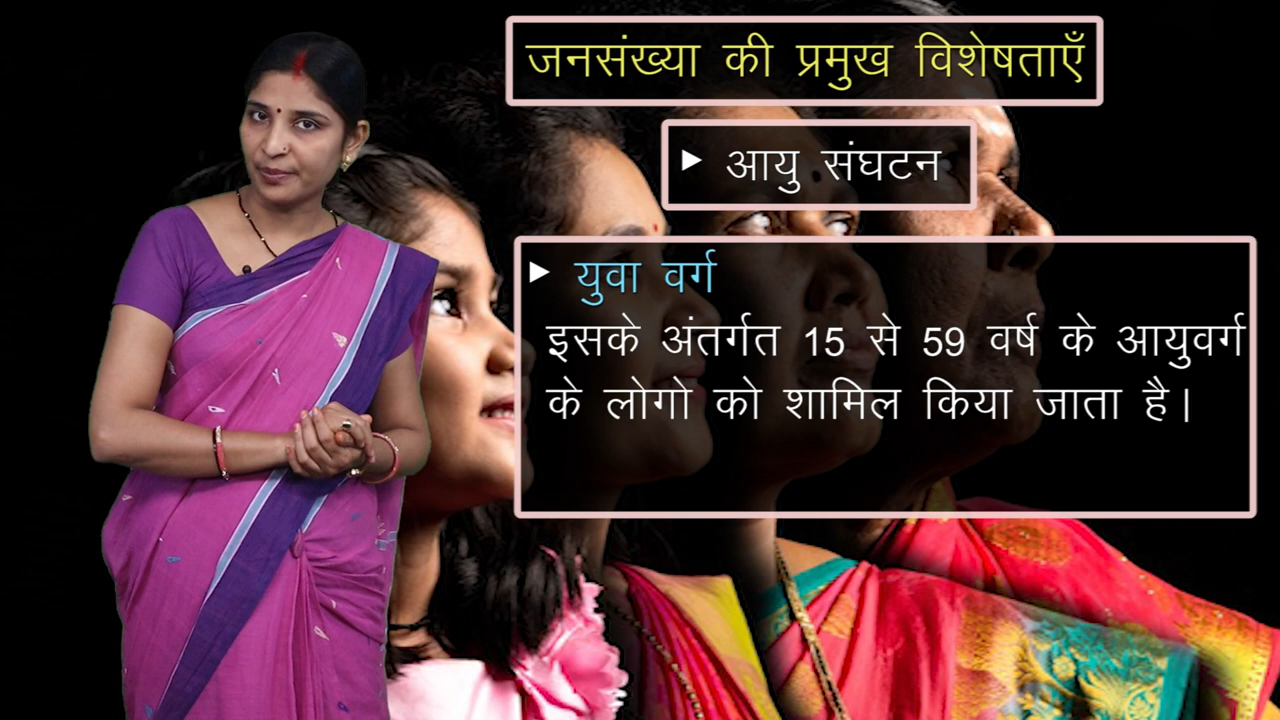 जनसंख्या की प्रमुख विशेषताएँ
आयु संघटन
युवा वर्ग
इसके अंतर्गत 15 से 59 वर्ष के आयुवर्ग
के लोगो को शामिल किया जाता है|